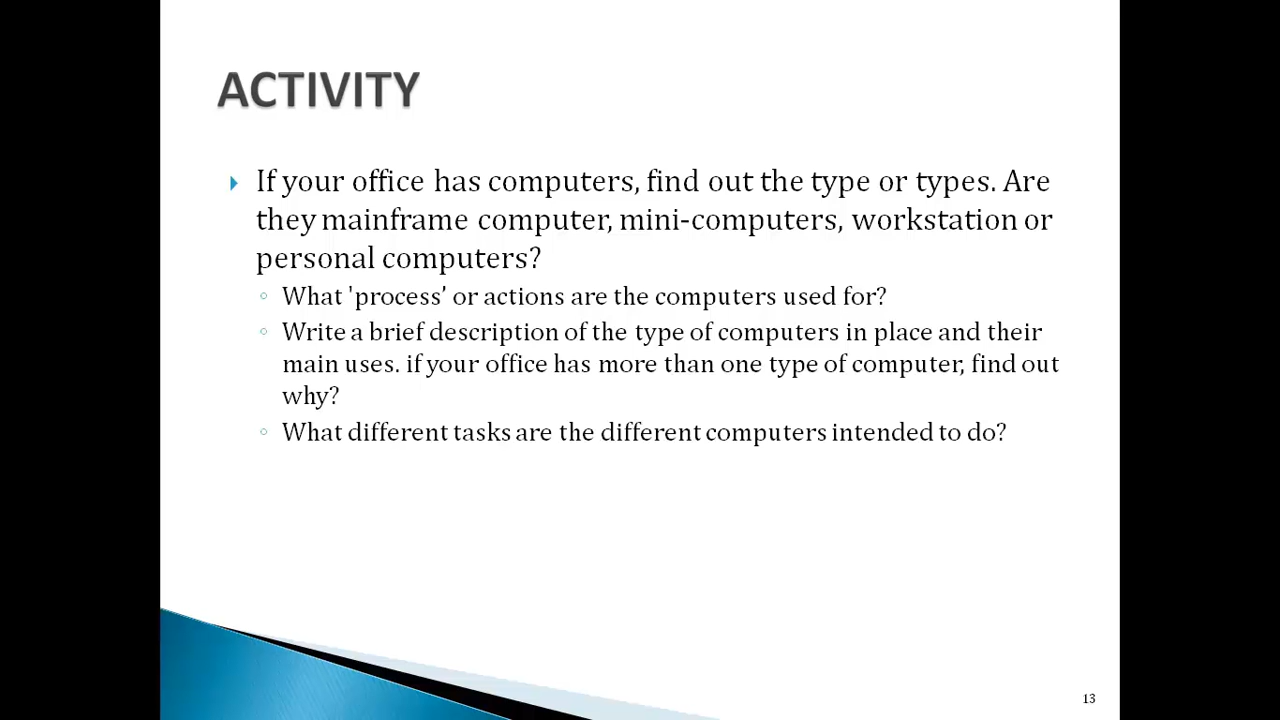 ACTIVITY
If your office has computers, find out the type or types. Are
they mainframe computer, mini-computers, workstation or
personal computers?
What 'process’ or actions are the computers used for?
Write a brief description of the type of computers in place and their
main uses. if your office has more than one type of computer, find out
why?
What different tasks are the different computers intended to do?
13